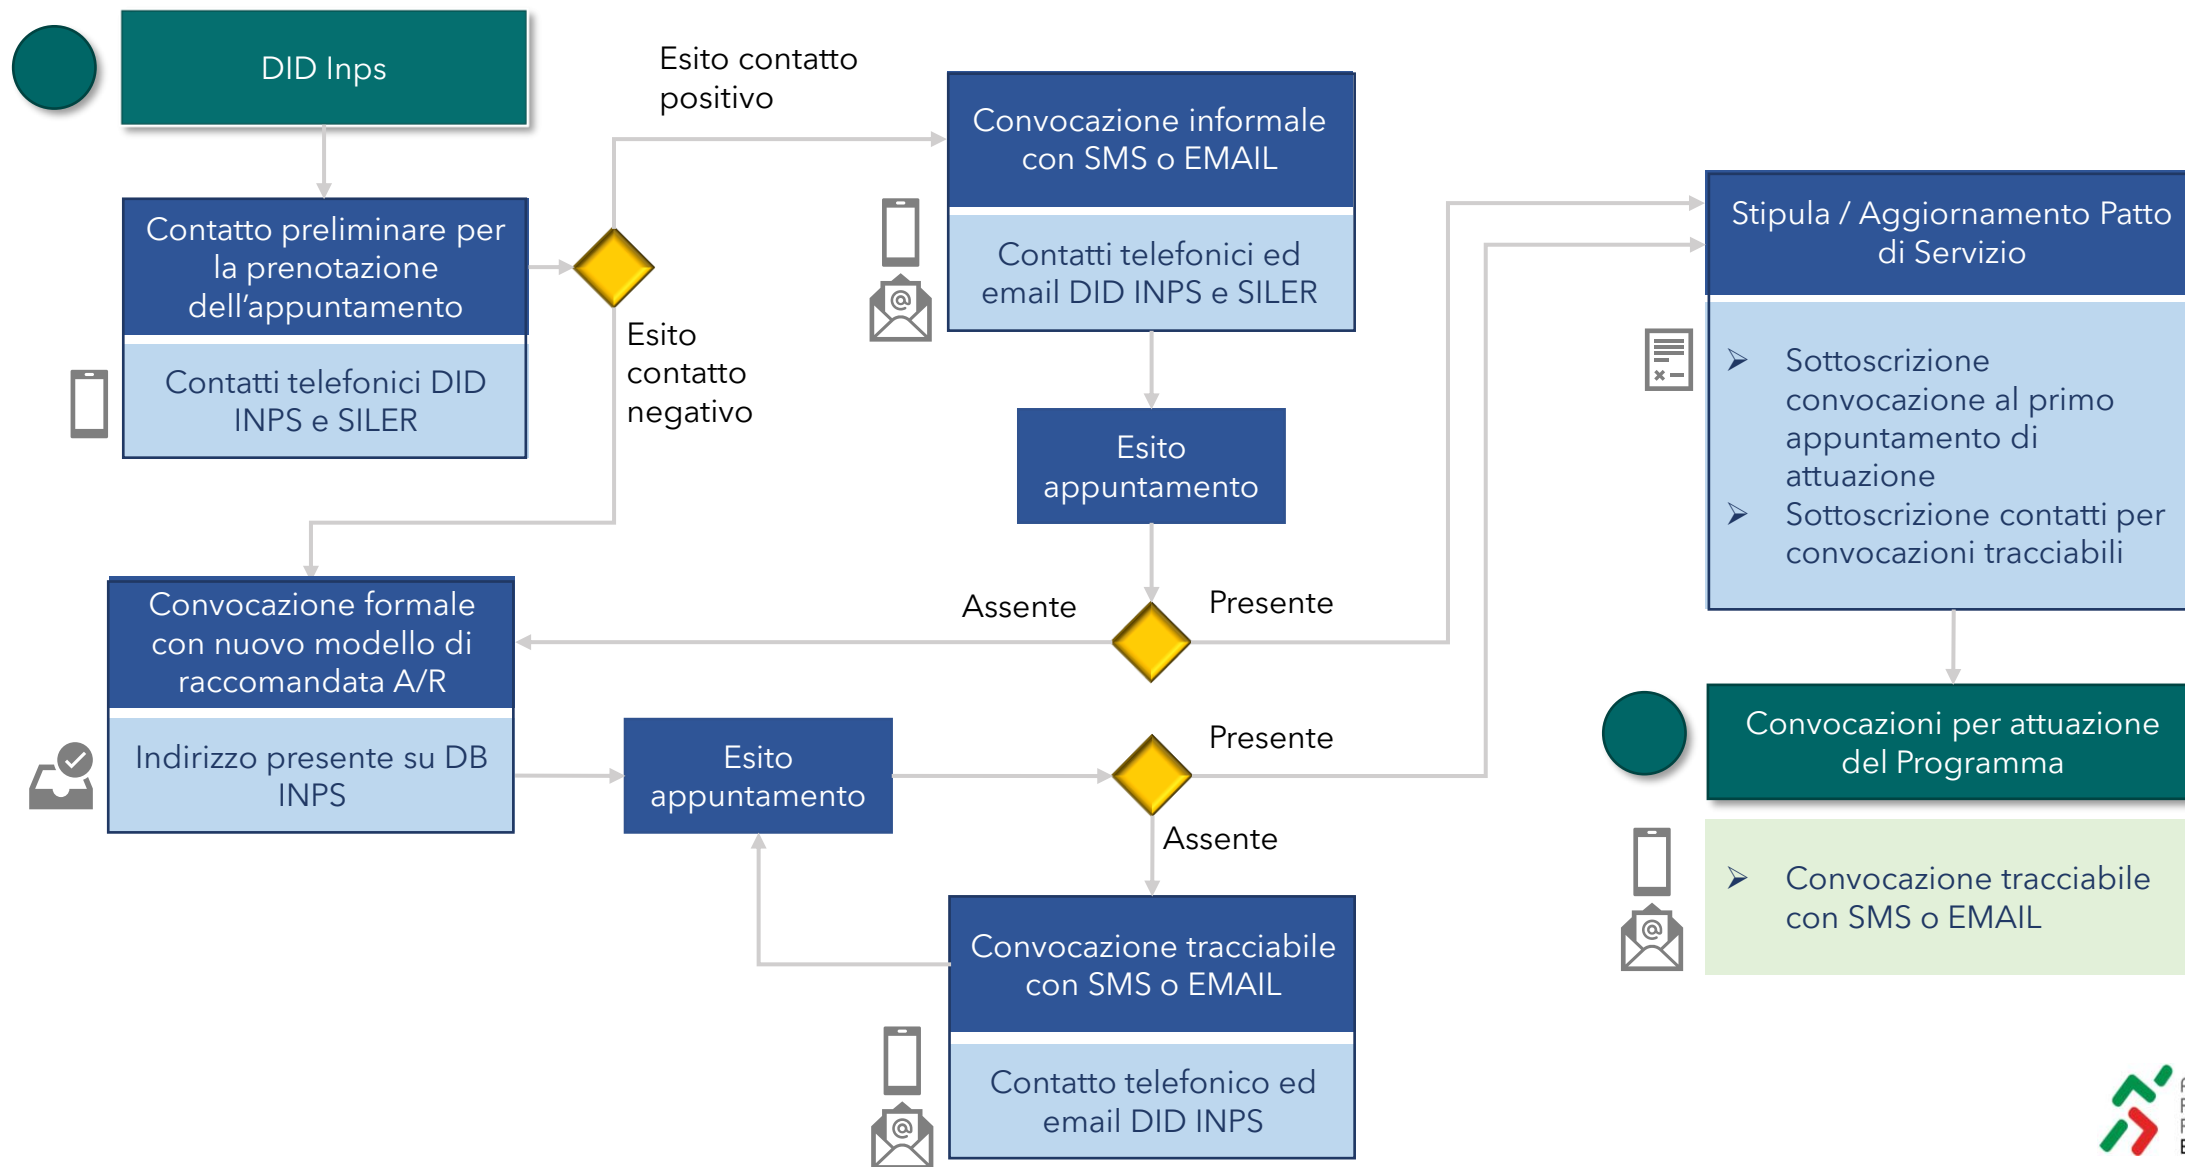 DID Inps
Esito contatto
positivo
Convocazione informale
con SMS o EMAIL
Contatto preliminare per
la prenotazione
dell'appuntamento
Contatti telefonici DID
INPS e SILER
Esito
contatto
negativo
Contatti telefonici ed
email DID INPS e SILER
Stipula / Aggiornamento Patto
di Servizio
➢ Sottoscrizione
convocazione al primo
appuntamento di
attuazione
➢ Sottoscrizione contatti per
convocazioni tracciabili
Esito
appuntamento
Assente
Presente
Convocazione formale
con nuovo modello di
raccomandata A/R
Indirizzo presente su DB
INPS
Esito
appuntamento
Presente
Assente
Convocazioni per attuazione
del Programma
➢ Convocazione tracciabile
con SMS o EMAIL
Convocazione tracciabile
con SMS o EMAIL
Contatto telefonico ed
email DID INPS